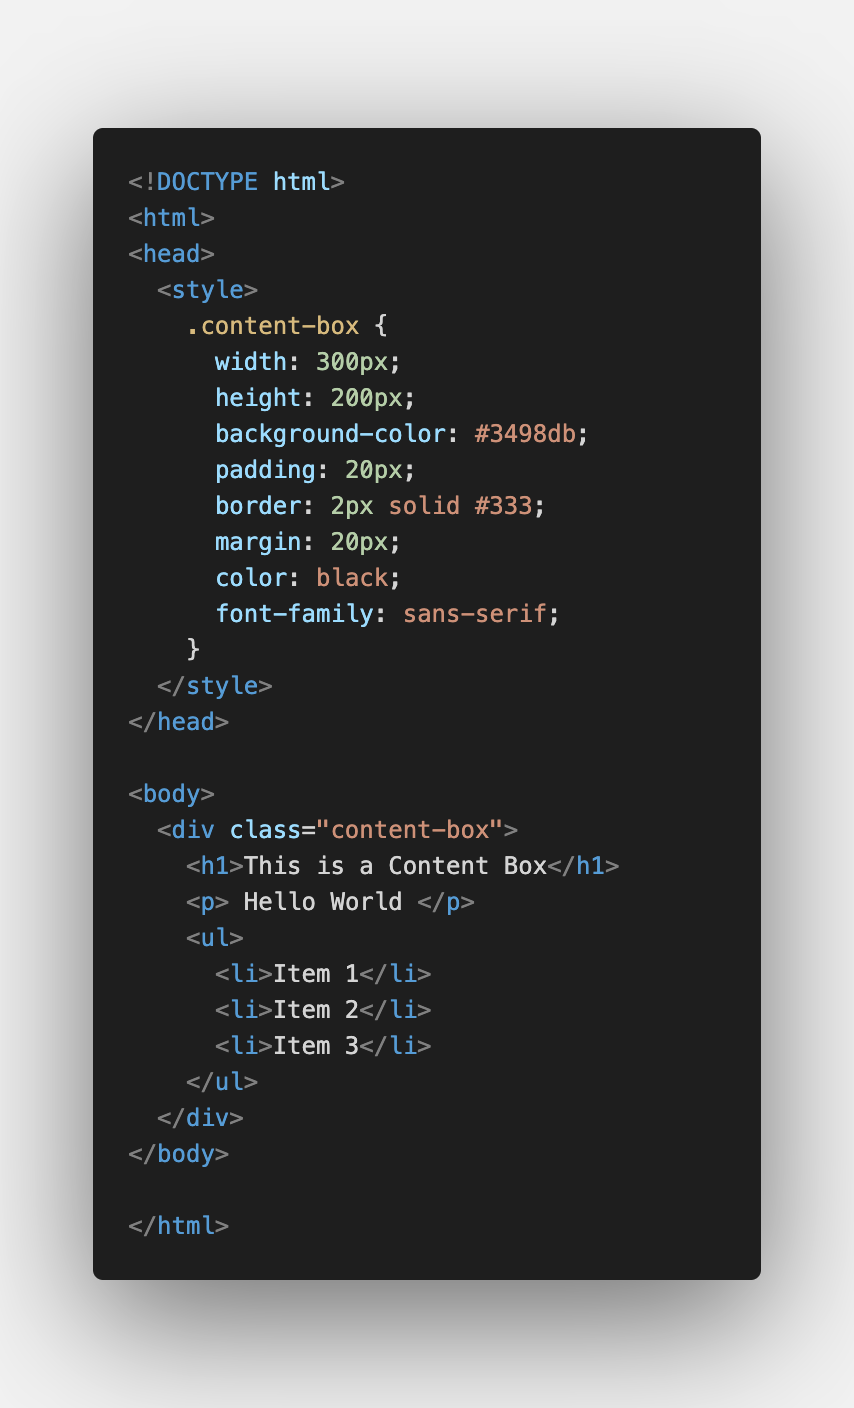 <!DOCTYPE html>
<html>
<head>
  <style>
    .content-box {
      width: 300px;
      height: 200px;
      background-color: #3498db;
      padding: 20px;
      border: 2px solid #333;
      margin: 20px;
      color: black;
      font-family: sans-serif;
    }
  </style>
</head>

<body>
  <div class="content-box">
    <h1>This is a Content Box</h1>
    <p> Hello World </p>
    <ul>
      <li>Item 1</li>
      <li>Item 2</li>
      <li>Item 3</li>
    </ul>
  </div>
</body>

</html>